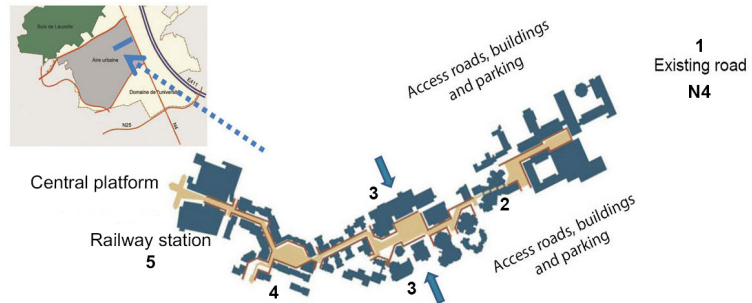 Bois de Lauzelle
Aire urbaine
E411
Domaine de l'université
N25
N4
Access roads, buildings
and parking
1
Existing road
N4
Central platform
3
2
Railway station
5
Access roads, buildings
and parking
4
3